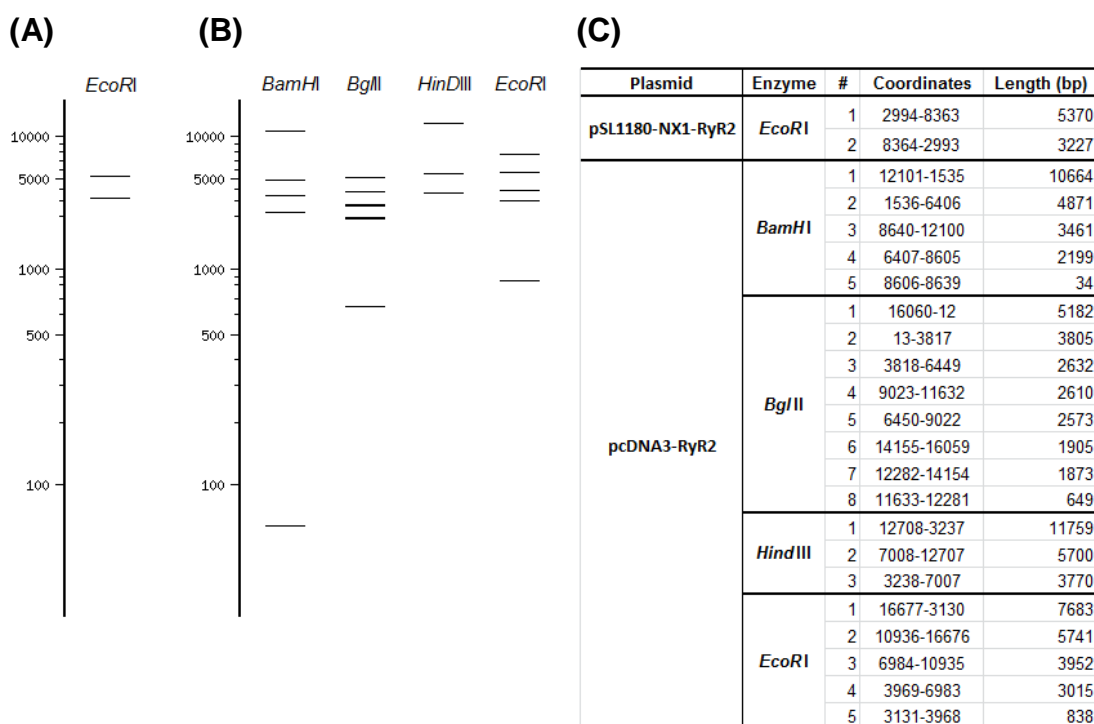 (A) (B) (C)
EcoRI
10000
5000
1000
500
100
BamHI BglII HinDIII EcoRI
10000
5000
1000
500
100
Plasmid Enzyme # Coordinates Length (bp)
pSL1180-NX1-RyR2 EcoRI 1 2994-8363 5370
2 8364-2993 3227
pcDNA3-RyR2 BamHI 1 12101-1535 10664
2 1536-6406 4871
3 8640-12100 3461
4 6407-8605 2199
5 8606-8639 34
BglII 1 16060-12 5182
2 13-3817 3805
3 3818-6449 2632
4 9023-11632 2610
5 6450-9022 2573
6 14155-16059 1905
7 12282-14154 1873
8 11633-12281 649
HindIII 1 12708-3237 11759
2 7008-12707 5700
3 3238-7007 3770
EcoRI 1 16677-3130 7683
2 10936-16676 5741
3 6984-10935 3952
4 3969-6983 3015
5 3131-3968 838